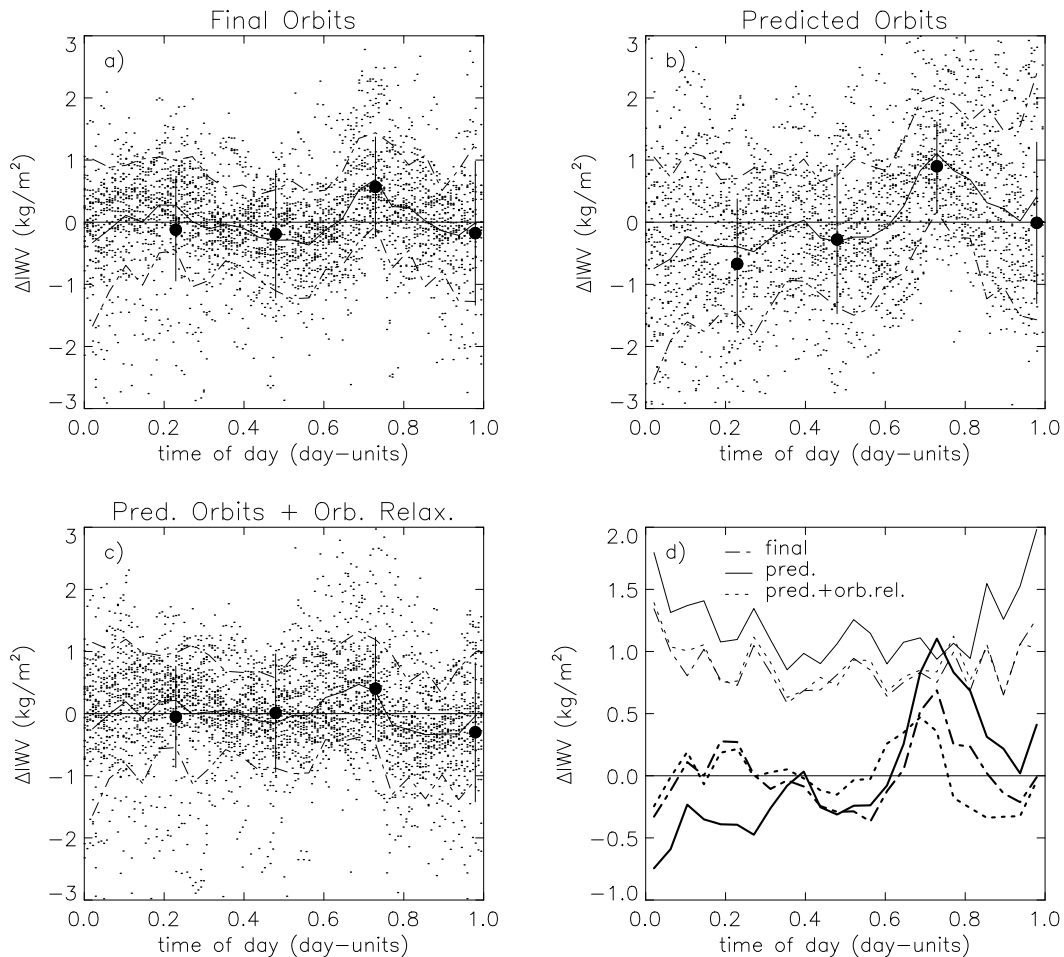 Final Orbits
a)
3
2
1
0
−1
−2
−3
ΔIWV (kg/m²)
0.0 0.2 0.4 0.6 0.8 1.0
time of day (day−units)
Predicted Orbits
b)
3
2
1
0
−1
−2
−3
ΔIWV (kg/m²)
0.0 0.2 0.4 0.6 0.8 1.0
time of day (day−units)
Pred. Orbits + Orb. Relax.
c)
3
2
1
0
−1
−2
−3
ΔIWV (kg/m²)
0.0 0.2 0.4 0.6 0.8 1.0
time of day (day−units)
d)
final
pred.
pred.+orb.rel.
2.0
1.5
1.0
0.5
0.0
−0.5
−1.0
ΔIWV (kg/m²)
0.0 0.2 0.4 0.6 0.8 1.0
time of day (day−units)